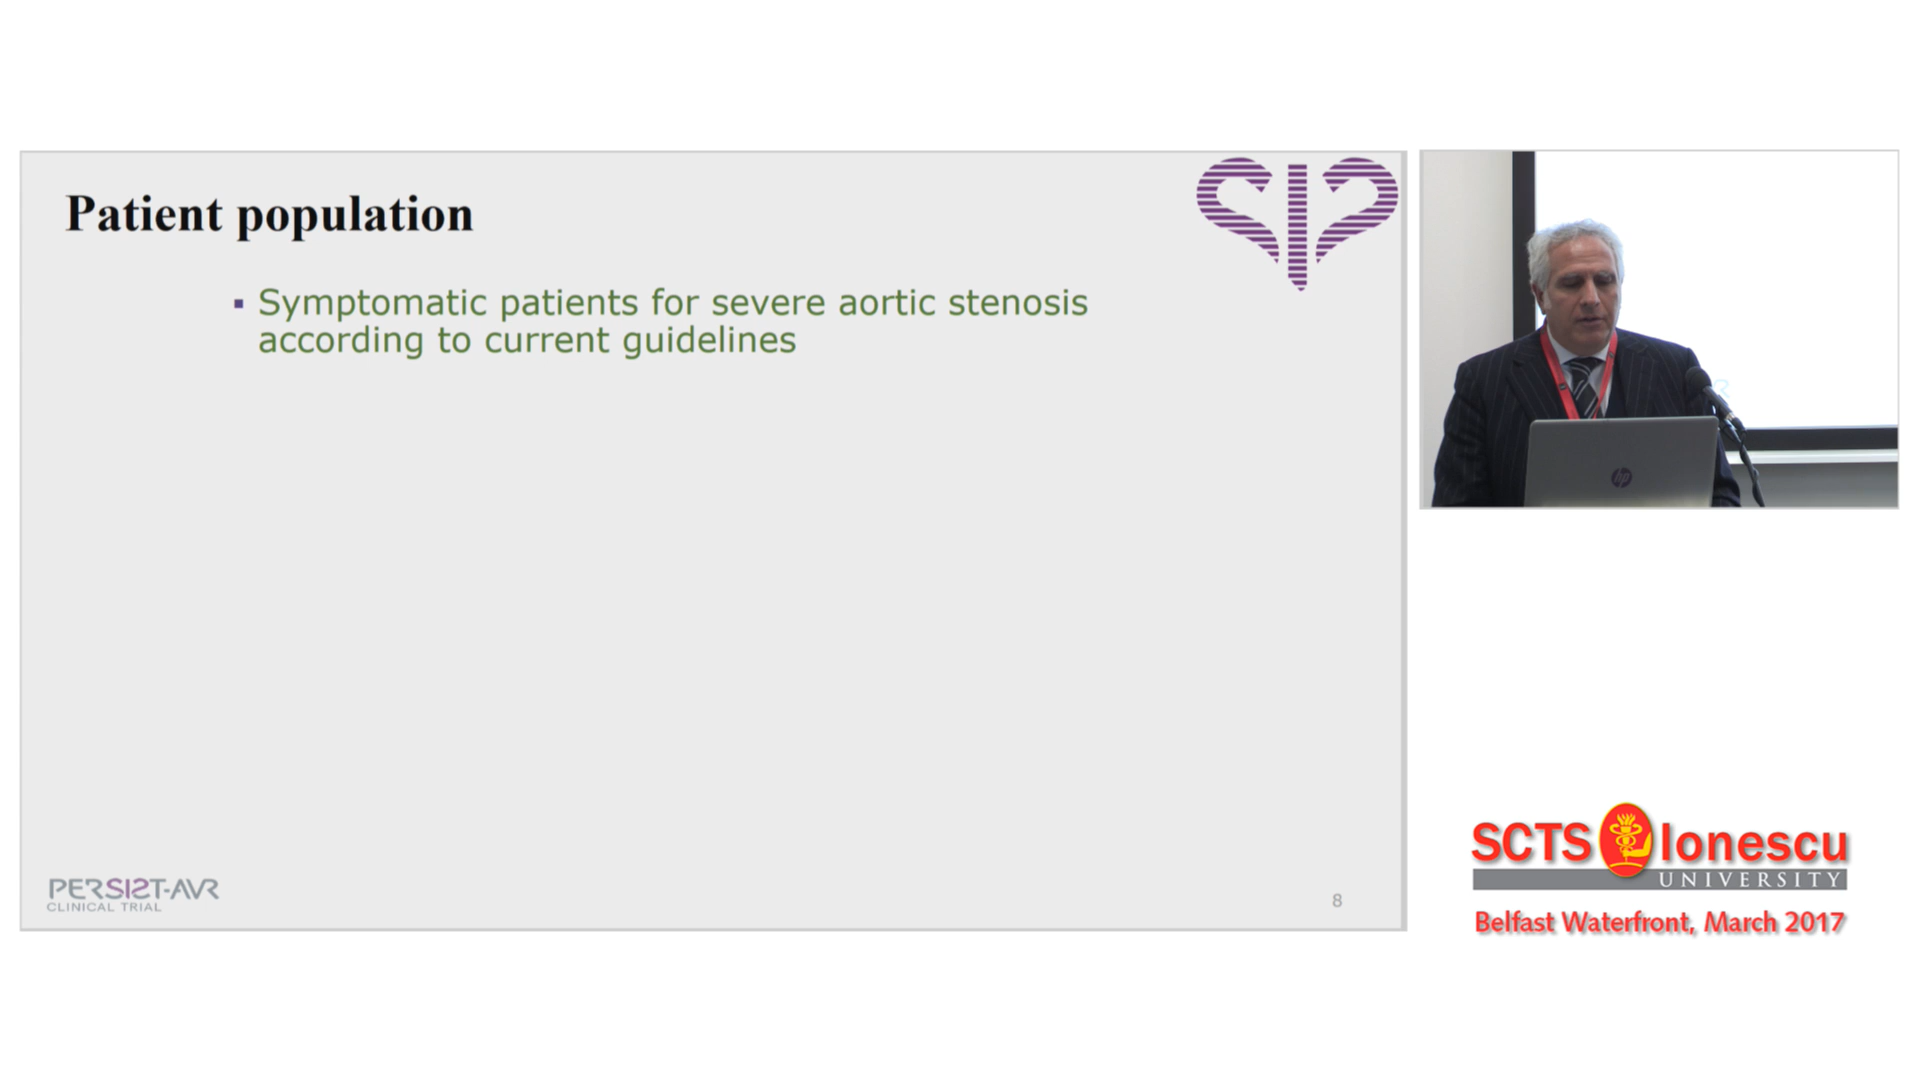 Patient population
▪ Symptomatic patients for severe aortic stenosis
according to current guidelines
PERSIST-AVR
CLINICAL TRIAL
8
hp
SCTS Ionescu
UNIVERSITY
Belfast Waterfront, March 2017